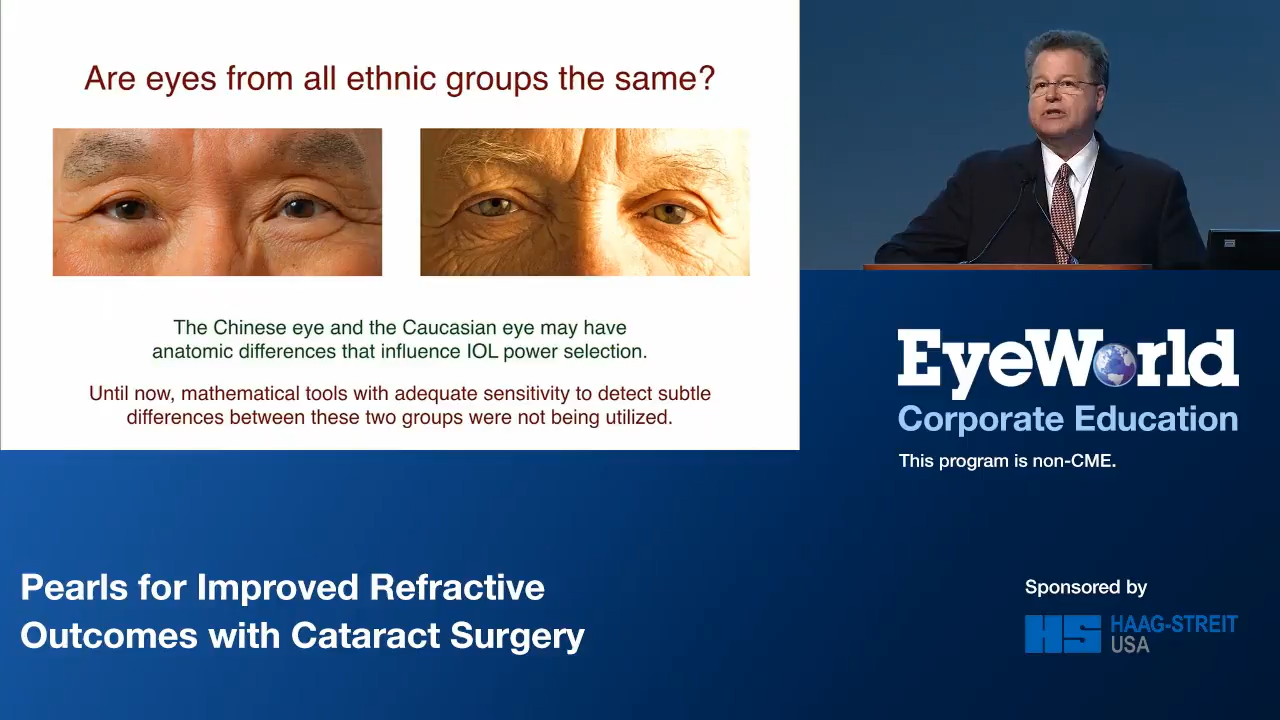 Are eyes from all ethnic groups the same?
The Chinese eye and the Caucasian eye may have
anatomic differences that influence IOL power selection.
Until now, mathematical tools with adequate sensitivity to detect subtle
differences between these two groups were not being utilized.
EyeWorld
Corporate Education
This program is non-CME.
Pearls for Improved Refractive
Outcomes with Cataract Surgery
Sponsored by
HS HAAG-STREIT
USA